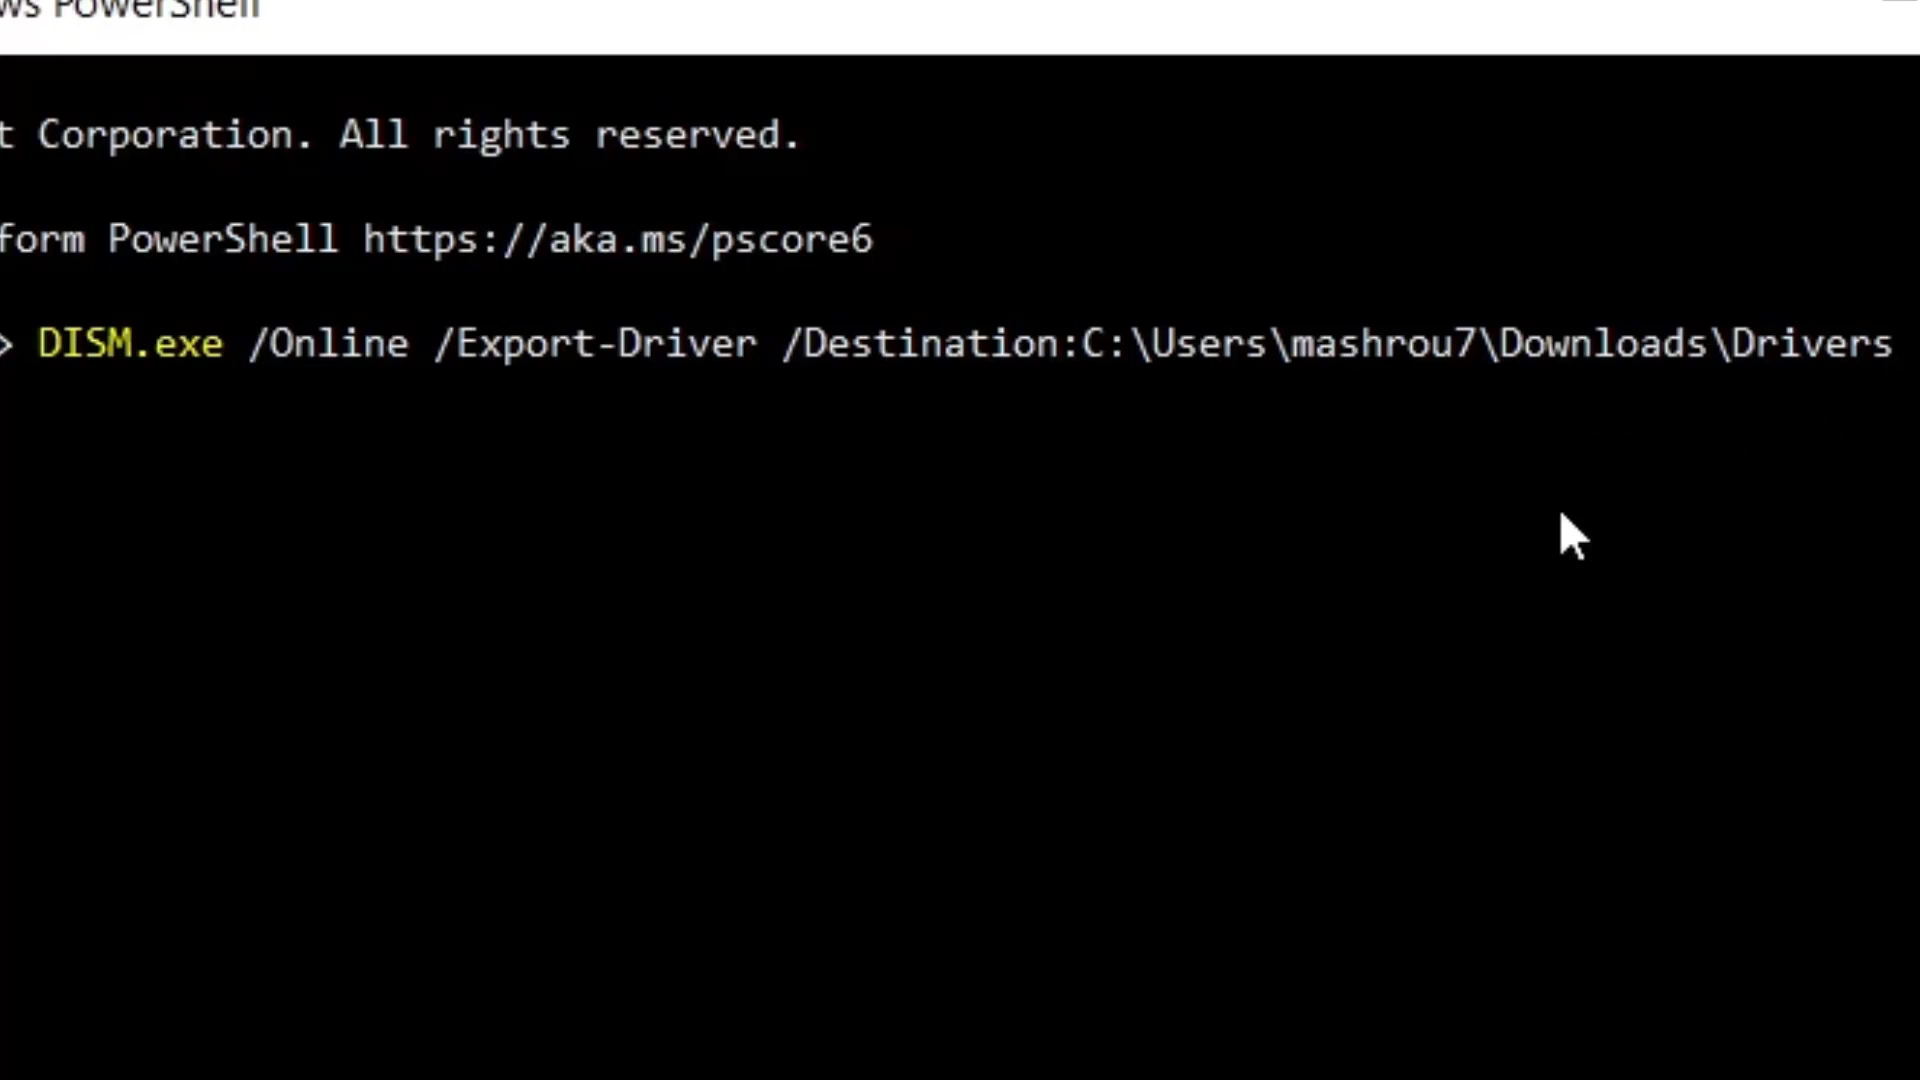 ws PowerShell
t Corporation. All rights reserved.
form PowerShell https://aka.ms/pscore6
> DISM.exe /Online /Export-Driver /Destination:C:\Users\mashrou7\Downloads\Drivers